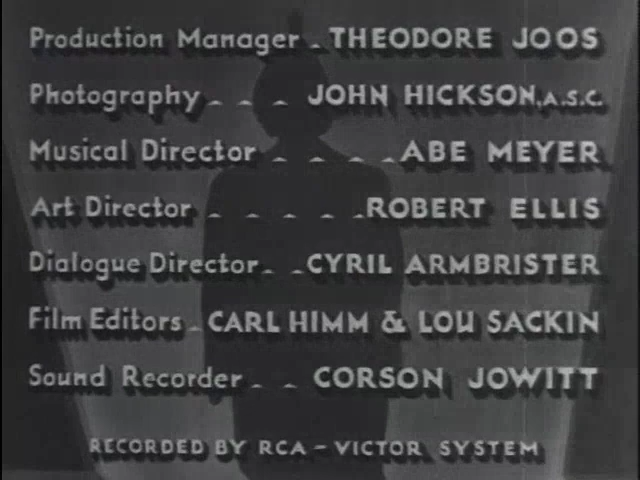 Production Manager - THEODORE JOOS
Photography - - - JOHN HICKSON, A.S.C.
Musical Director - - - - ABE MEYER
Art Director - - - - - ROBERT ELLIS
Dialogue Director - - CYRIL ARMBRISTER
Film Editors - CARL HIMM & LOU SACKIN
Sound Recorder - - CORSON JOWITT
RECORDED BY RCA - VICTOR SYSTEM